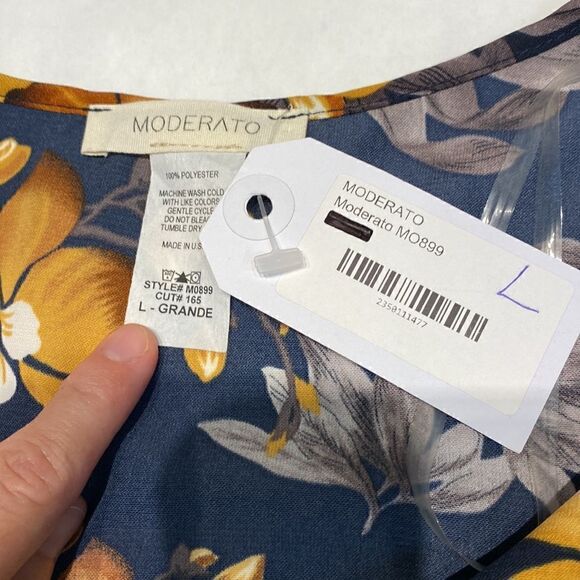 MODERATO
100% POLYESTER
MACHINE WASH COLD
WITH LIKE COLORS
GENTLE CYCLE
DO NOT BLEA
TUMBLE DRY
MADE IN U.S
STYLE# M0899
CUT# 165
L - GRANDE
MODERATO
Moderato MO899
2350111477
L